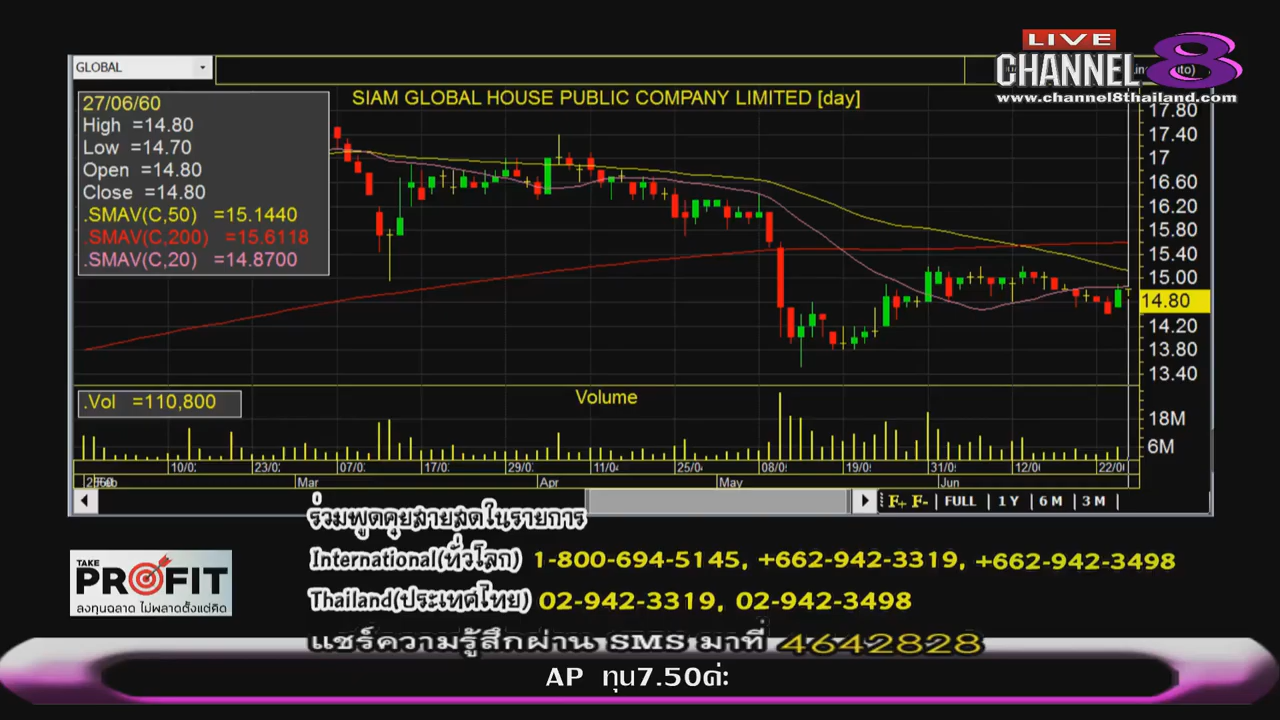 LIVE
CHANNEL 8
www.channel8thailand.com
GLOBAL
SIAM GLOBAL HOUSE PUBLIC COMPANY LIMITED [day]
27/06/60
High =14.80
Low =14.70
Open =14.80
Close =14.80
.SMAV(C,50) =15.1440
.SMAV(C,200) =15.6118
.SMAV(C,20) =14.8700
17.80
17.40
17
16.60
16.20
15.80
15.40
15.00
14.80
14.20
13.80
13.40
.Vol =110,800
Volume
18M
6M
10/0 23/0 07/0 17/0 29/0 11/0 25/0 08/0 19/0 31/0 12/0 22/0
Mar Apr May Jun
F+ F- | FULL | 1 Y | 6 M | 3 M |
ร่วมพูดคุยสายสดในรายการ
International(ทั่วโลก) 1-800-694-5145, +662-942-3319, +662-942-3498
TAKE
PROFIT
ลงทุนฉลาด ไม่พลาดตั้งแต่คิด
Thailand(ประเทศไทย) 02-942-3319, 02-942-3498
แชร์ความรู้สึกผ่าน SMS มาที่ 4642828
AP ทุน7.50ค่ะ